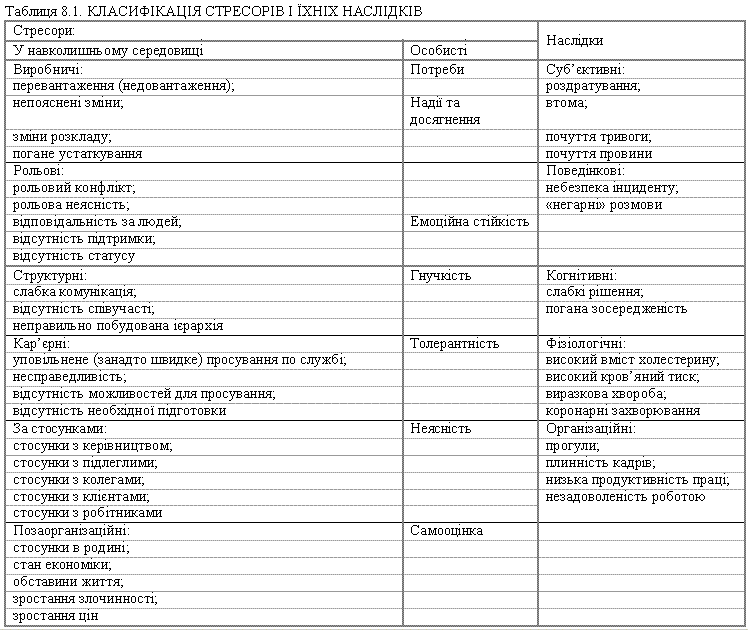 Таблиця 8.1. КЛАСИФІКАЦІЯ СТРЕСОРІВ І ЇХНІХ НАСЛІДКІВ
Стресори:
Наслідки
У навколишньому середовищі Особисті
Виробничі: Потреби Суб’єктивні:
перевантаження (недовантаження); роздратування;
непояснені зміни; Надії та втома,
досягнення
зміни розкладу; почуття тривоги;
погане устаткування почуття провини
Рольові: Поведінкові:
рольовий конфлікт; небезпека інциденту;
рольова неясність; «негарні» розмови
відповідальність за людей; Емоційна стійкість
відсутність підтримки;
відсутність статусу
Структурні: Гнучкість Когнітивні:
слабка комунікація; слабкі рішення;
відсутність співучасті; погана зосередженість
неправильно побудована ієрархія
Кар’єрні: Толерантність Фізіологічні:
уповільнене (занадто швидке) просування по службі; високий вміст холестерину;
несправедливість; високий кров’яний тиск;
відсутність можливостей для просування; виразкова хвороба;
відсутність необхідної підготовки коронарні захворювання
За стосунками: Неясність Організаційні:
стосунки з керівництвом; прогули;
стосунки з підлеглими; плинність кадрів;
стосунки з колегами; низька продуктивність праці;
стосунки з клієнтами; незадоволеність роботою
стосунки з робітниками
Позаорганізаційні: Самооцінка
стосунки в родині;
стан економіки;
обставини життя;
зростання злочинності;
зростання цін